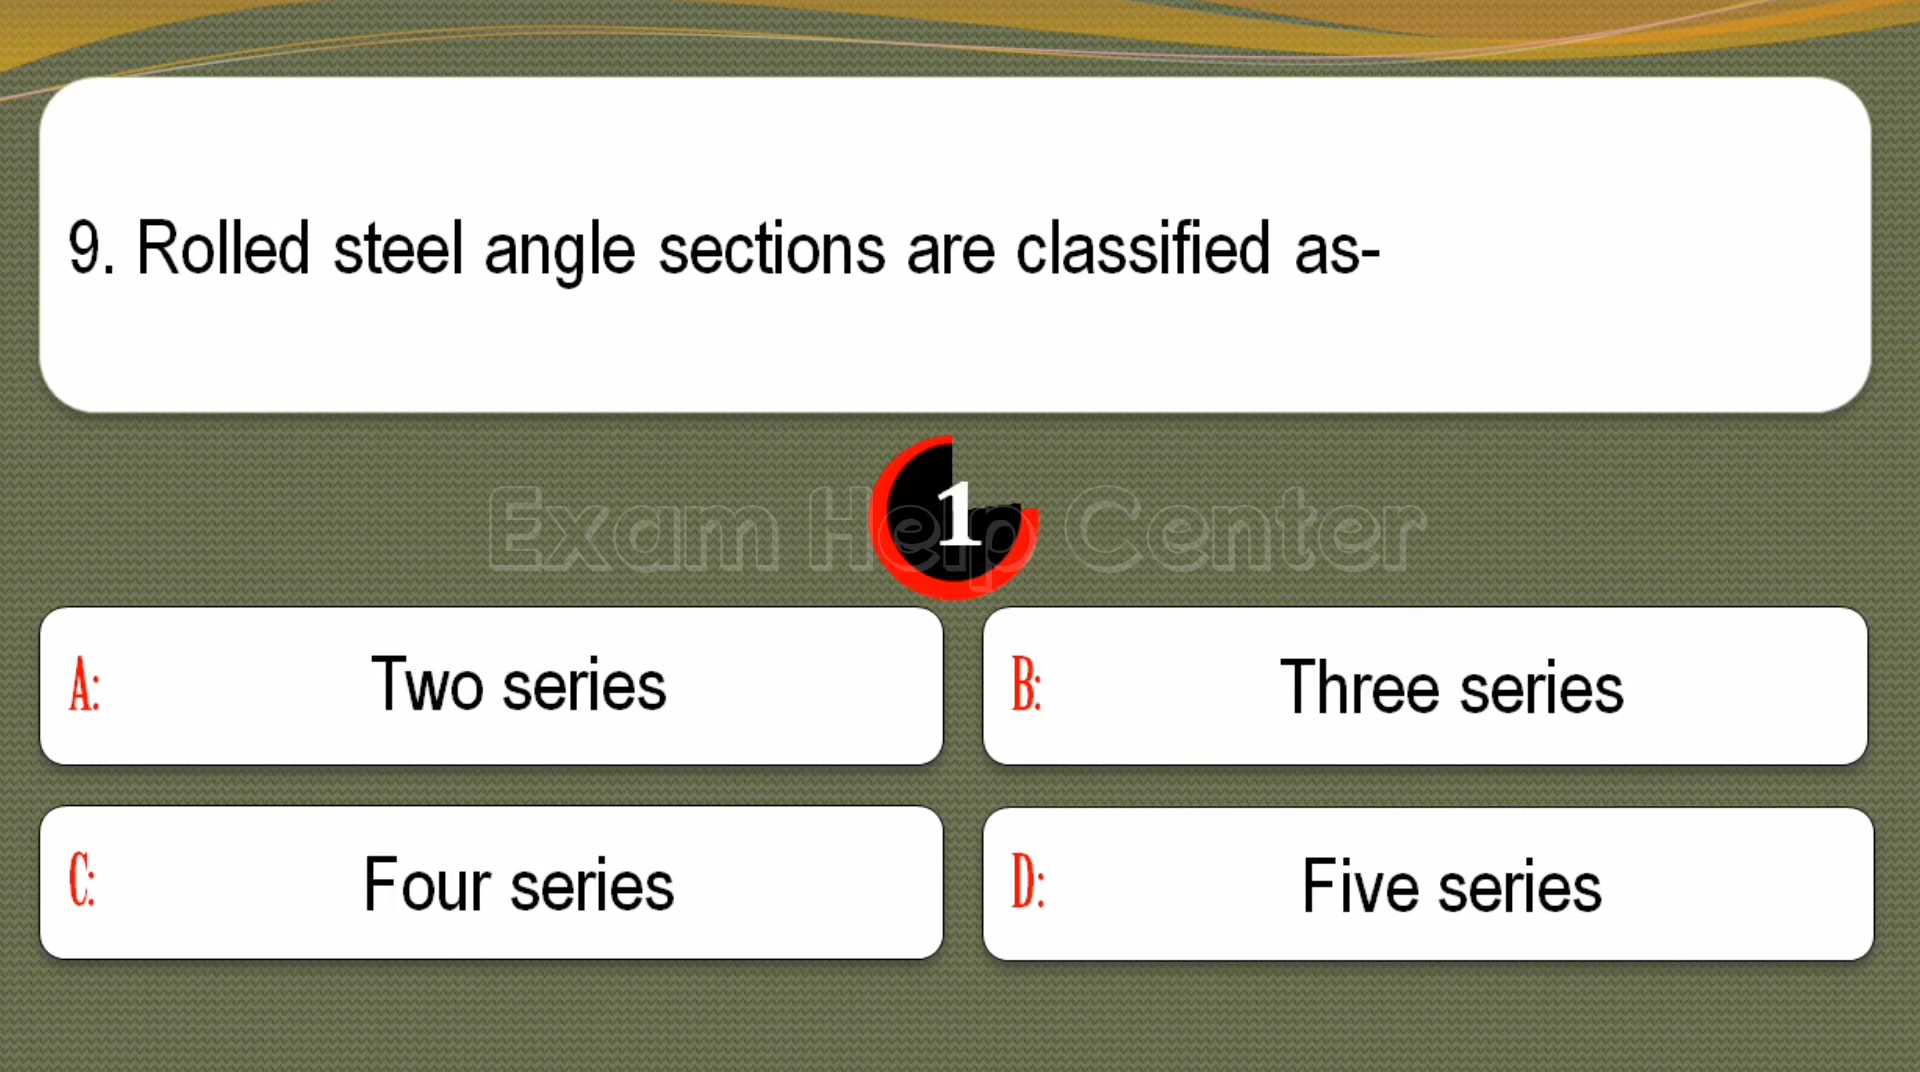 9. Rolled steel angle sections are classified as-
1
Exam Help Center
A: Two series
B: Three series
C: Four series
D: Five series